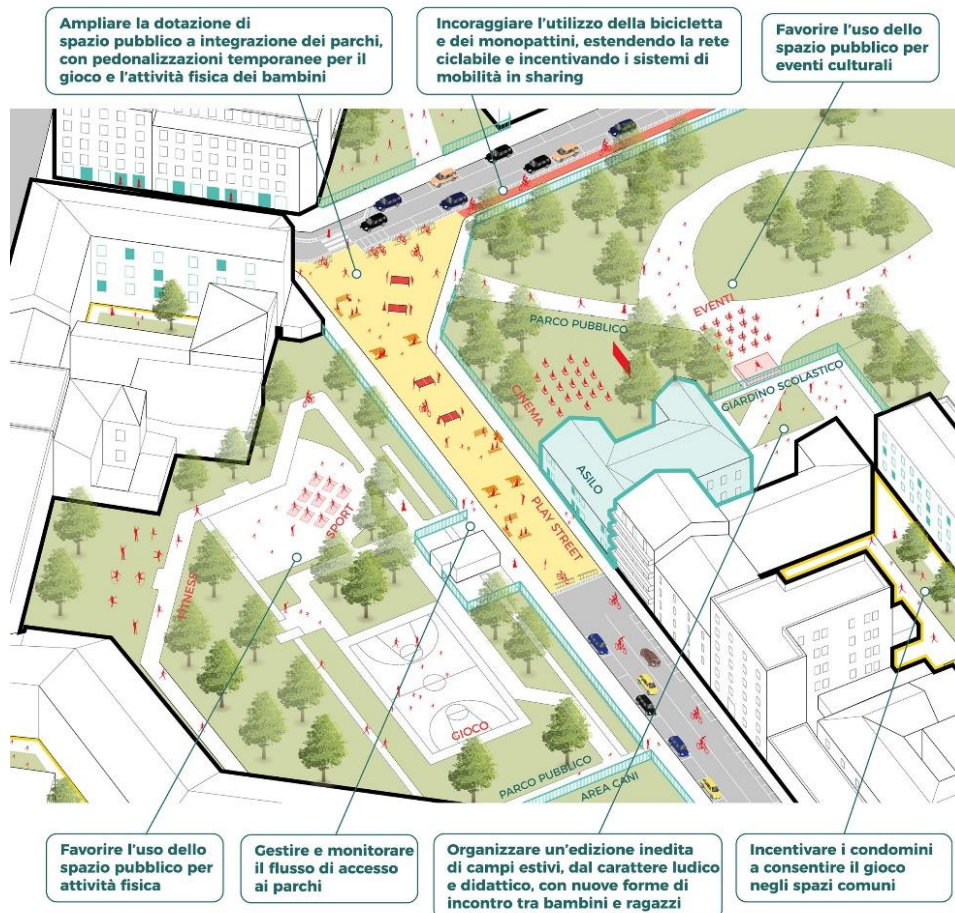 Ampliare la dotazione di
spazio pubblico a integrazione dei parchi,
con pedonalizzazioni temporanee per il
gioco e l'attività fisica dei bambini
Incoraggiare l'utilizzo della bicicletta
e dei monopattini, estendendo la rete
ciclabile e incentivando i sistemi di
mobilità in sharing
Favorire l'uso dello
spazio pubblico per
eventi culturali
EVENTI
PARCO PUBBLICO
GIARDINO SCOLASTICO
CINEMA
ASILO
PLAY STREET
SPORT
FITNESS
GIOCO
PARCO PUBBLICO
AREA CANI
Favorire l'uso dello
spazio pubblico per
attività fisica
Gestire e monitorare
il flusso di accesso
ai parchi
Organizzare un'edizione inedita
di campi estivi, dal carattere ludico
e didattico, con nuove forme di
incontro tra bambini e ragazzi
Incentivare i condomini
a consentire il gioco
negli spazi comuni